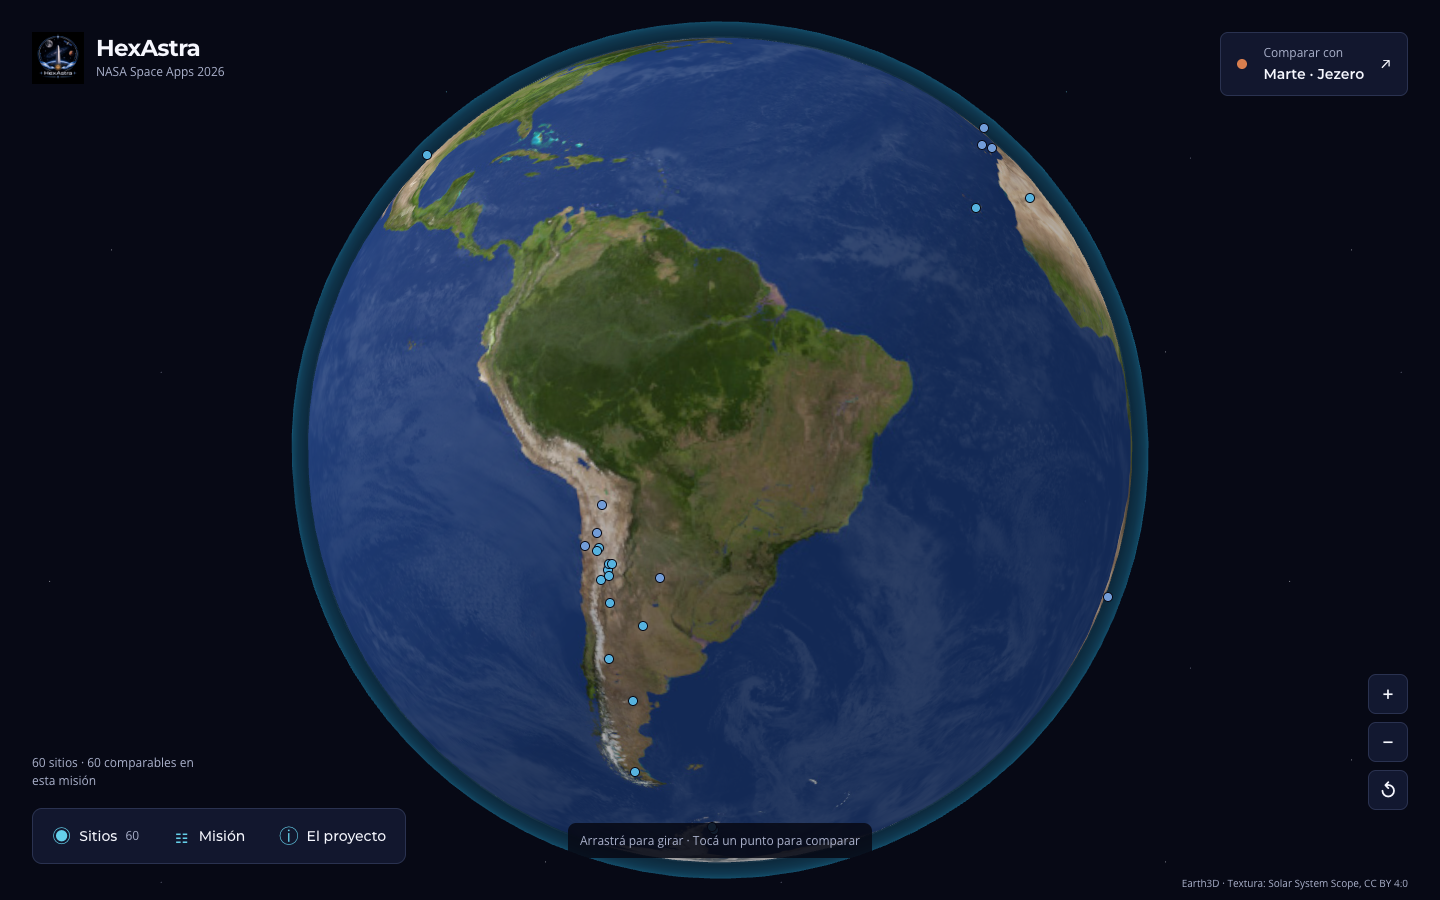 HexAstra
NASA Space Apps 2026
Comparar con
Marte · Jezero ↗
+
−
60 sitios · 60 comparables en
esta misión
Sitios 60
Misión
El proyecto
Arrastrá para girar · Tocá un punto para comparar
Earth3D · Textura: Solar System Scope, CC BY 4.0